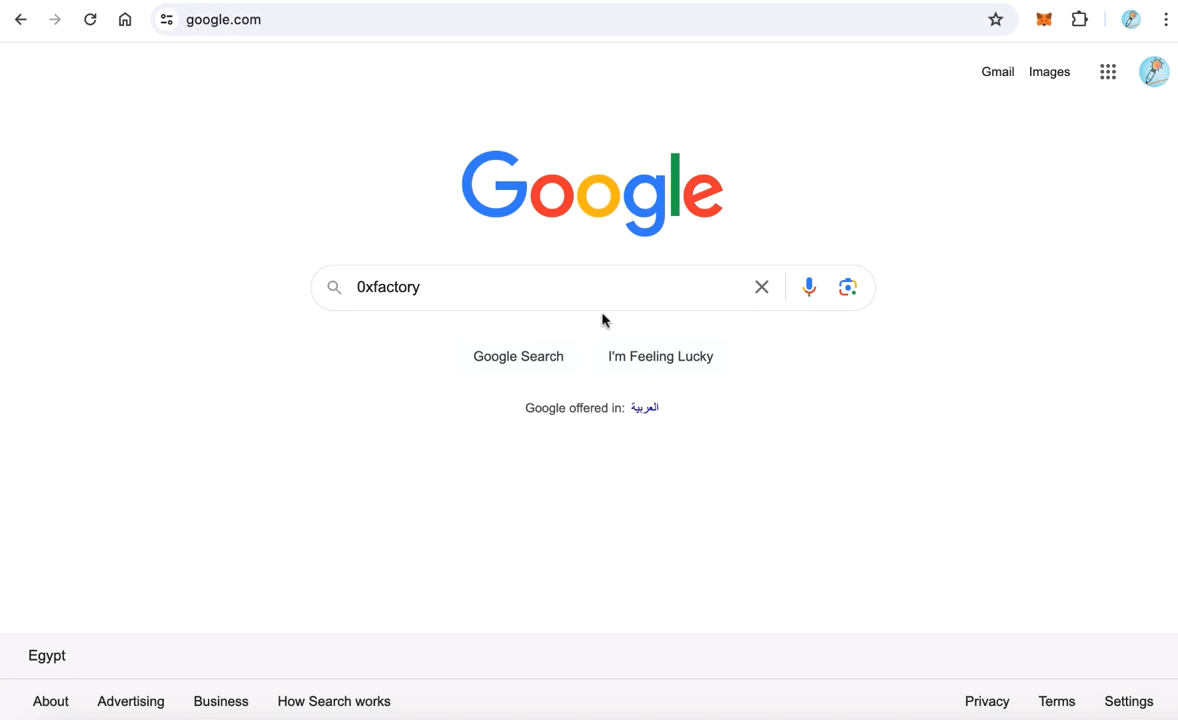 google.com
Gmail Images
Google
0xfactory
Google Search I'm Feeling Lucky
Google offered in: العربية
Egypt
About Advertising Business How Search works Privacy Terms Settings